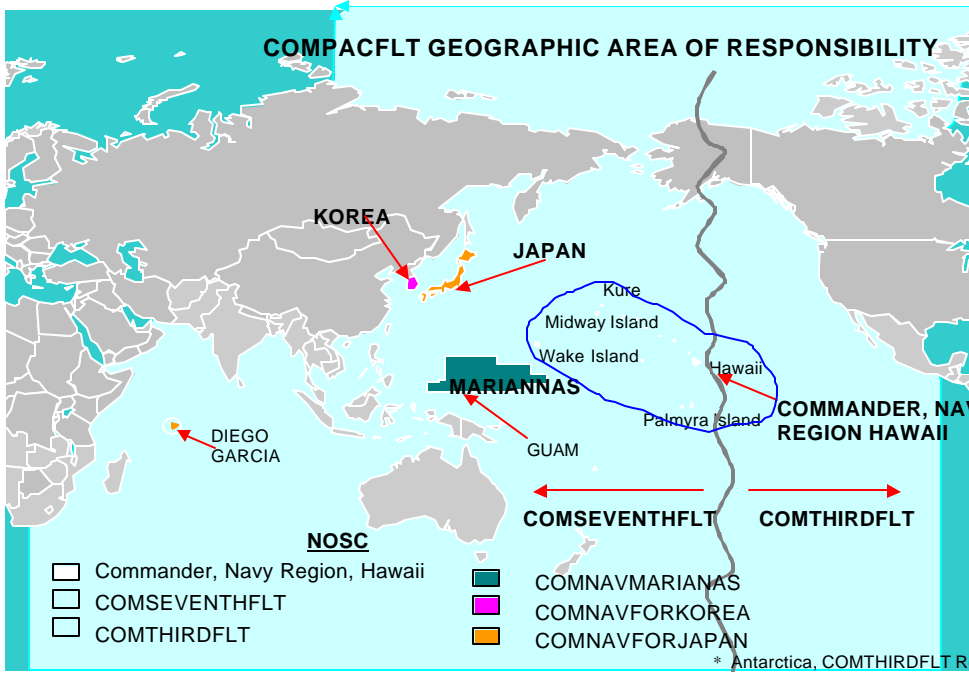 COMPACFLT GEOGRAPHIC AREA OF RESPONSIBILITY
KOREA
JAPAN
Kure
Midway Island
Wake Island
Hawaii
MARIANNAS
Palmyra Island
COMMANDER, NAV
REGION HAWAII
DIEGO
GARCIA
GUAM
COMSEVENTHFLT
COMTHIRDFLT
NOSC
Commander, Navy Region, Hawaii
COMSEVENTHFLT
COMTHIRDFLT
COMNAVMARIANAS
COMNAVFORKOREA
COMNAVFORJAPAN
* Antarctica, COMTHIRDFLT R